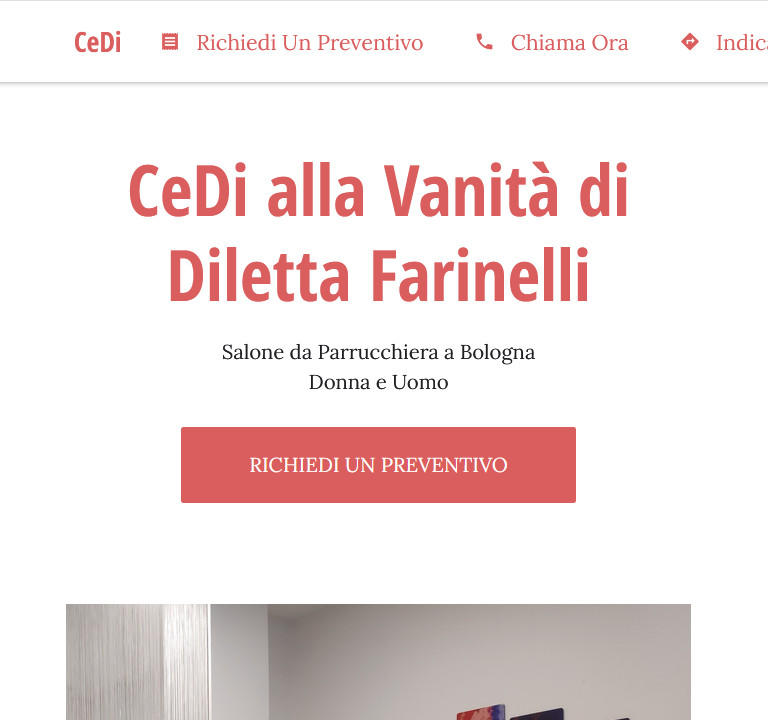 CeDi Richiedi Un Preventivo Chiama Ora Indica
CeDi alla Vanità di
Diletta Farinelli
Salone da Parrucchiera a Bologna
Donna e Uomo
RICHIEDI UN PREVENTIVO